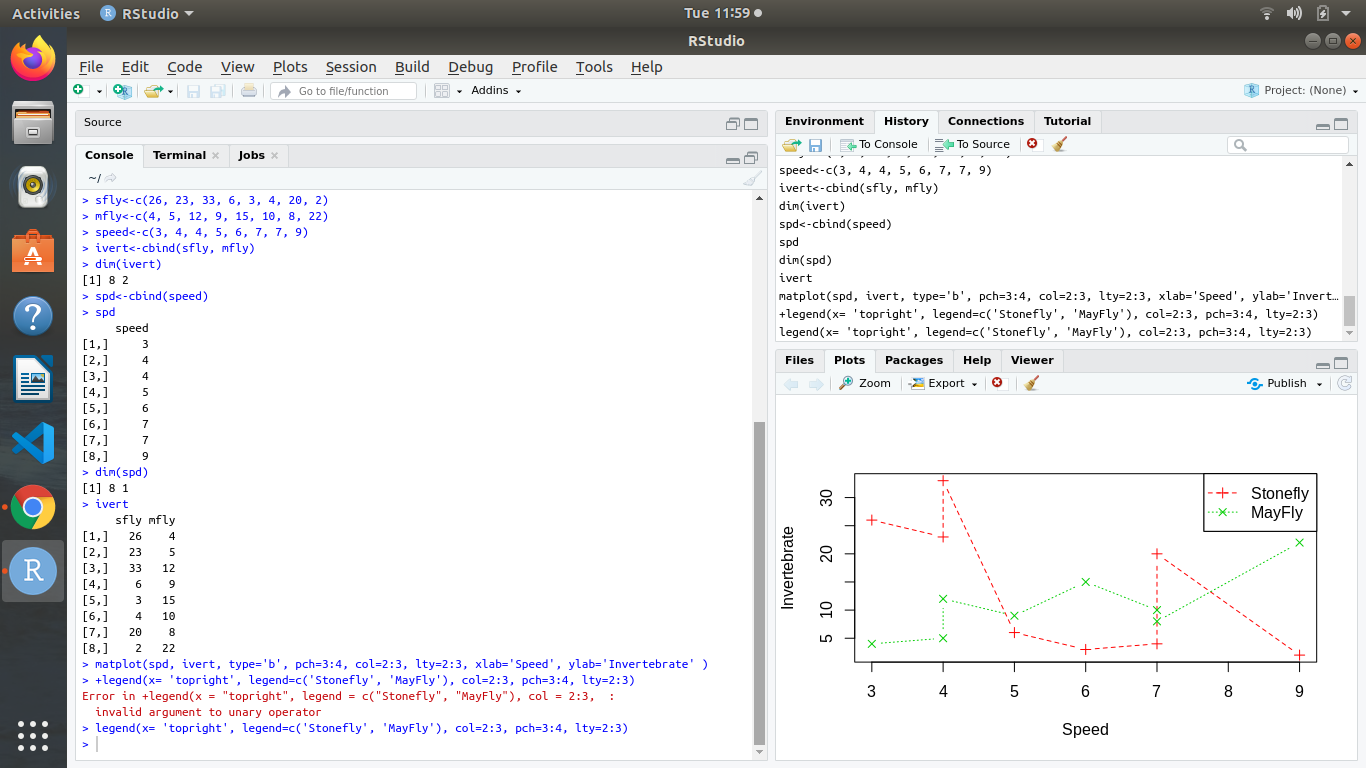 Activities RStudio Tue 11:59
RStudio
File Edit Code View Plots Session Build Debug Profile Tools Help
Go to file/function Addins Project: (None)
Source
Console Terminal Jobs
~/
> sfly<-c(26, 23, 33, 6, 3, 4, 20, 2)
> mfly<-c(4, 5, 12, 9, 15, 10, 8, 22)
> speed<-c(3, 4, 4, 5, 6, 7, 7, 9)
> ivert<-cbind(sfly, mfly)
> dim(ivert)
[1] 8 2
> spd<-cbind(speed)
> spd
speed
[1,] 3
[2,] 4
[3,] 4
[4,] 5
[5,] 6
[6,] 7
[7,] 7
[8,] 9
> dim(spd)
[1] 8 1
> ivert
sfly mfly
[1,] 26 4
[2,] 23 5
[3,] 33 12
[4,] 6 9
[5,] 3 15
[6,] 4 10
[7,] 20 8
[8,] 2 22
> matplot(spd, ivert, type='b', pch=3:4, col=2:3, lty=2:3, xlab='Speed', ylab='Invertebrate' )
> +legend(x= 'topright', legend=c('Stonefly', 'MayFly'), col=2:3, pch=3:4, lty=2:3)
Error in +legend(x = "topright", legend = c("Stonefly", "MayFly"), col = 2:3, :
invalid argument to unary operator
> legend(x= 'topright', legend=c('Stonefly', 'MayFly'), col=2:3, pch=3:4, lty=2:3)
>
Environment History Connections Tutorial
To Console To Source
speed<-c(3, 4, 4, 5, 6, 7, 7, 9)
ivert<-cbind(sfly, mfly)
dim(ivert)
spd<-cbind(speed)
spd
dim(spd)
ivert
matplot(spd, ivert, type='b', pch=3:4, col=2:3, lty=2:3, xlab='Speed', ylab='Invert…
+legend(x= 'topright', legend=c('Stonefly', 'MayFly'), col=2:3, pch=3:4, lty=2:3)
legend(x= 'topright', legend=c('Stonefly', 'MayFly'), col=2:3, pch=3:4, lty=2:3)
Files Plots Packages Help Viewer
Zoom Export Publish
Stonefly
MayFly
Invertebrate
30
20
10
5
3 4 5 6 7 8 9
Speed